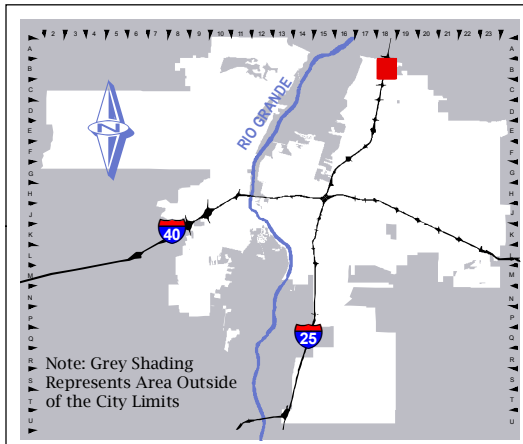 2 3 4 5 6 7 8 9 10 11 12 13 14 15 16 17 18 19 20 21 22 23
A A
B B
C C
D D
E E
F F
G G
H H
J J
K K
L L
M M
N N
P P
Q Q
R R
S S
T T
U U
N
RIO GRANDE
40
25
Note: Grey Shading
Represents Area Outside
of the City Limits